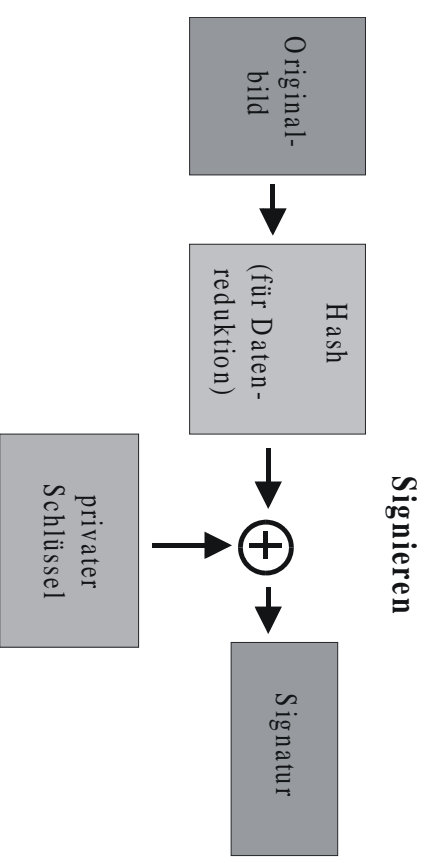 Signieren
Original-
bild
Hash
(für Daten-
reduktion)
privater
Schlüssel
Signatur